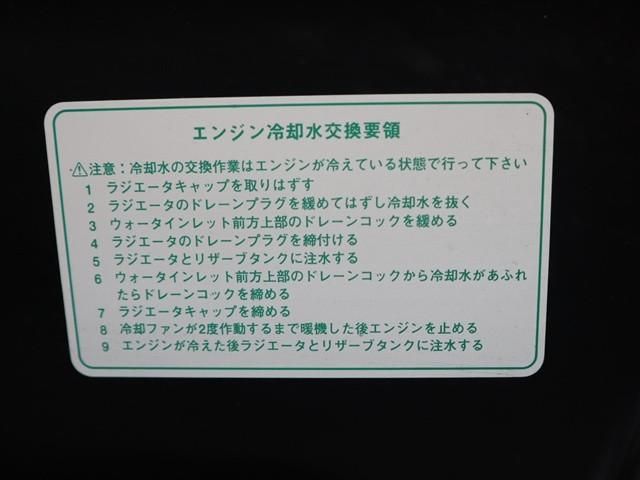 エンジン冷却水交換要領
⚠注意：冷却水の交換作業はエンジンが冷えている状態で行って下さい
1 ラジエータキャップを取りはずす
2 ラジエータのドレーンプラグを緩めてはずし冷却水を抜く
3 ウォータインレット前方上部のドレーンコックを緩める
4 ラジエータのドレーンプラグを締付ける
5 ラジエータとリザーブタンクに注水する
6 ウォータインレット前方上部のドレーンコックから冷却水があふれ
たらドレーンコックを締める
7 ラジエータキャップを締める
8 冷却ファンが2度作動するまで暖機した後エンジンを止める
9 エンジンが冷えた後ラジエータとリザーブタンクに注水する